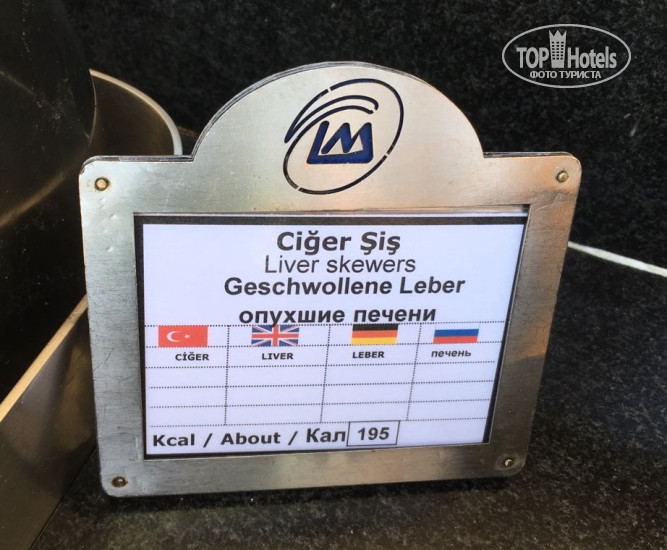 TOP Hotels
ФОТО ТУРИСТА
LM
Ciğer Şiş
Liver skewers
Geschwollene Leber
опухшие печени
CİĞER LIVER LEBER печень
Kcal / About / Кал 195